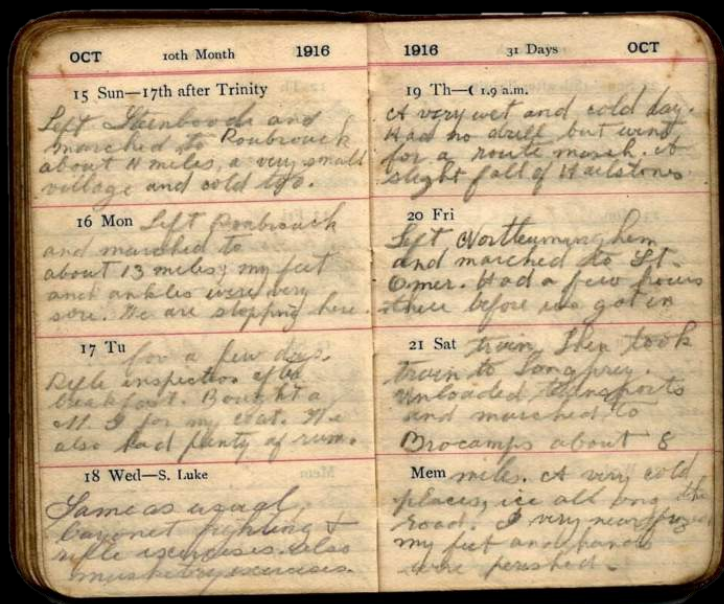 OCT 10th Month 1916
15 Sun—17th after Trinity
Left Steinboode and
marched to Roubrouck
about 11 miles, a very small
village and cold too.
16 Mon Left Roubrouck
and marched to
about 13 miles; my feet
and ankles were very
sore. We are stopping here
17 Tu for a few days.
Rifle inspection after
breakfast. Bought a
for my coat. We
also had plenty of rum.
18 Wed—S. Luke
Same as usual
bayonet fighting &
rifle exercises also
musketry exercises.
1916 31 Days OCT
19 Th—( 1.9 a.m.
A very wet and cold day.
Had no drill but went
for a route march. A
slight fall of Hailstones
20 Fri
Left
and marched to St.
Omer. Had a few hours
there before we got in
21 Sat train, then took
train to Longprey.
Unloaded transports
and marched to
Brocamps about 8
Mem miles. A very cold
places, ice all ong the
road. I very near froze
my feet and hands
were perished.